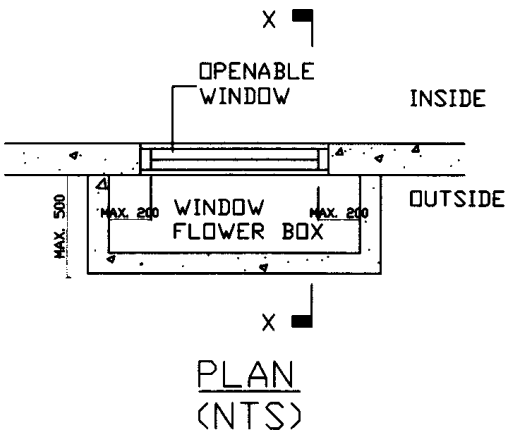 X
OPENABLE
WINDOW
INSIDE
OUTSIDE
MAX. 500
MAX. 200
WINDOW
FLOWER BOX
MAX. 200
X
PLAN
(NTS)